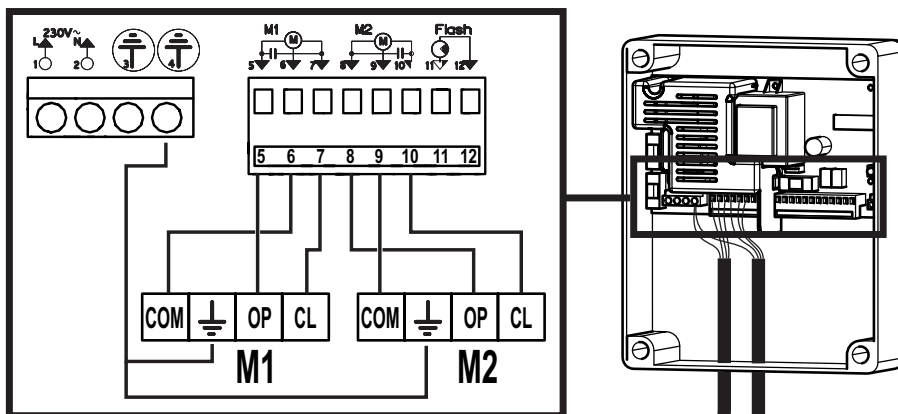 230V~
L N
1 2 3 4
M1 M2 Flash
M M
5 6 7 8 9 10 11 12
5 6 7 8 9 10 11 12
COM OP CL COM OP CL
M1 M2